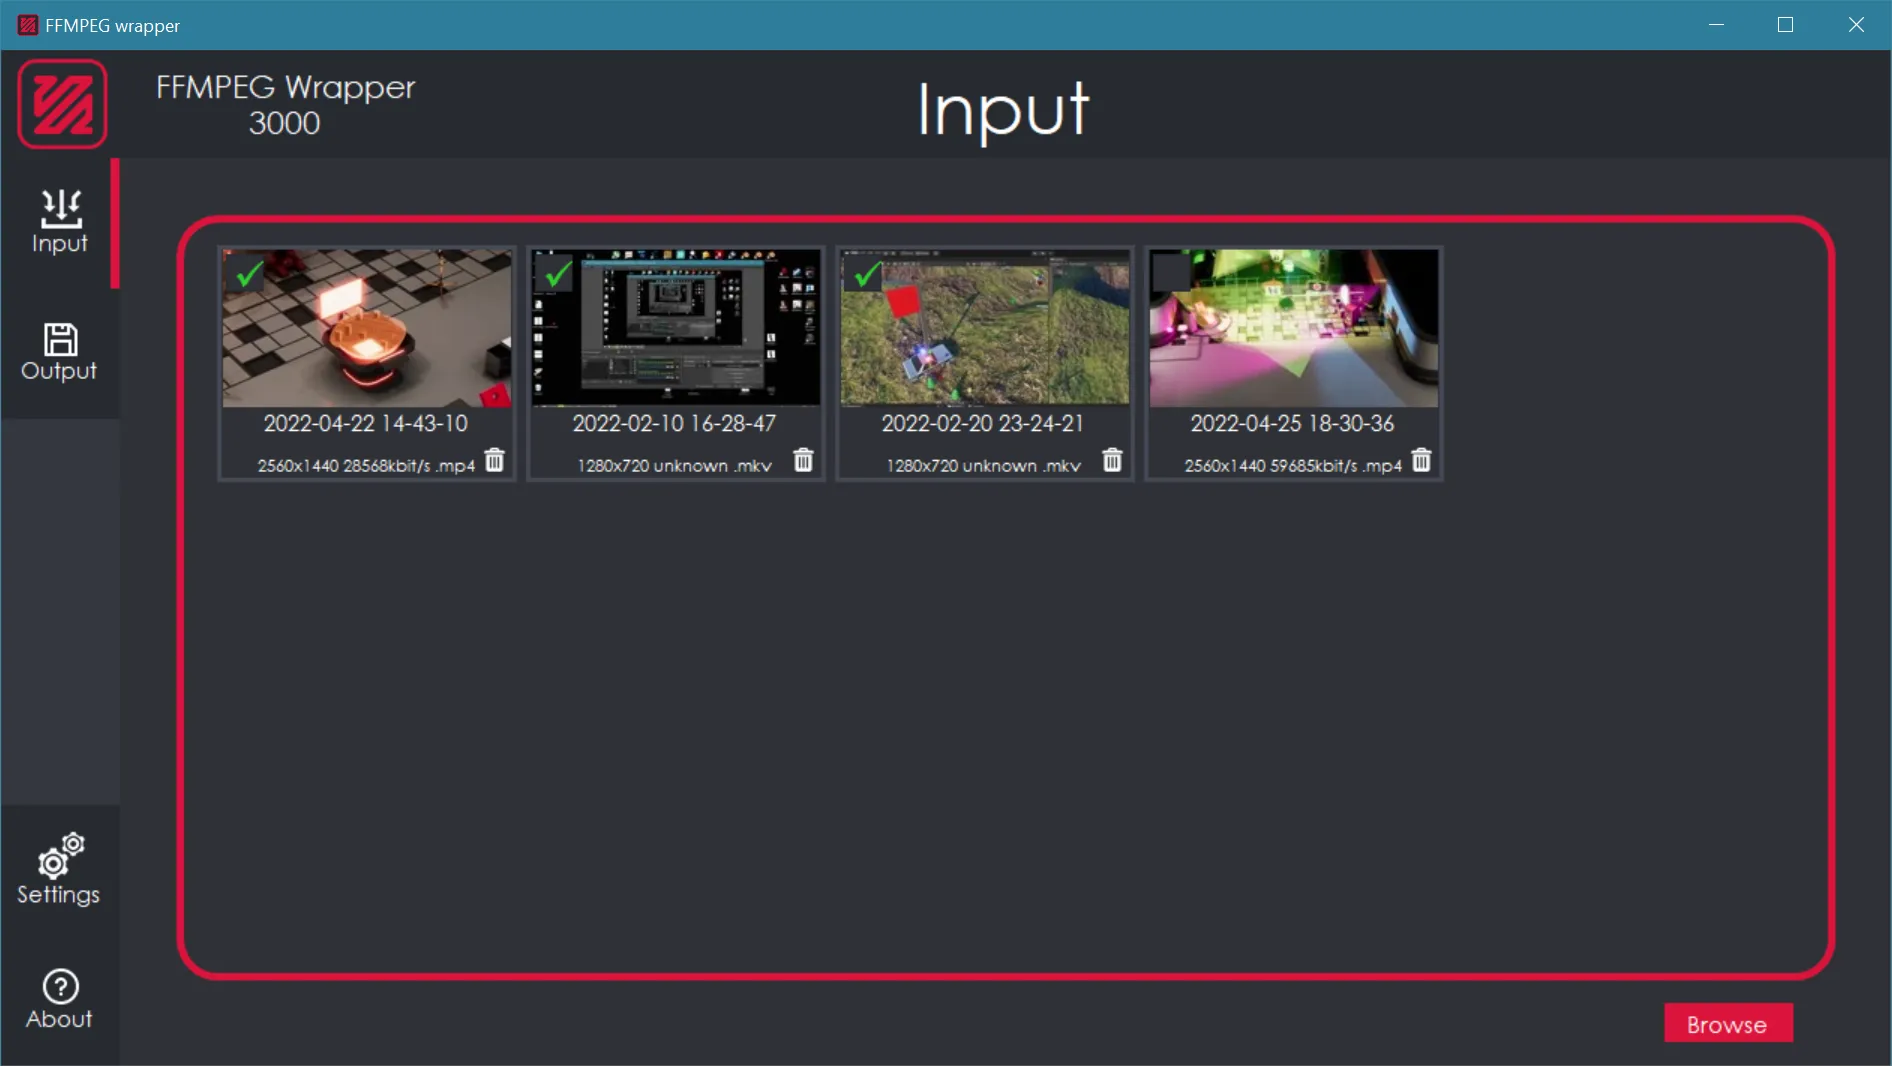 FFMPEG wrapper
FFMPEG Wrapper
3000
Input
Input
Output
2022-04-22 14-43-10
2560x1440 28568kbit/s .mp4
2022-02-10 16-28-47
1280x720 unknown .mkv
2022-02-20 23-24-21
1280x720 unknown .mkv
2022-04-25 18-30-36
2560x1440 59685kbit/s .mp4
Settings
About
Browse